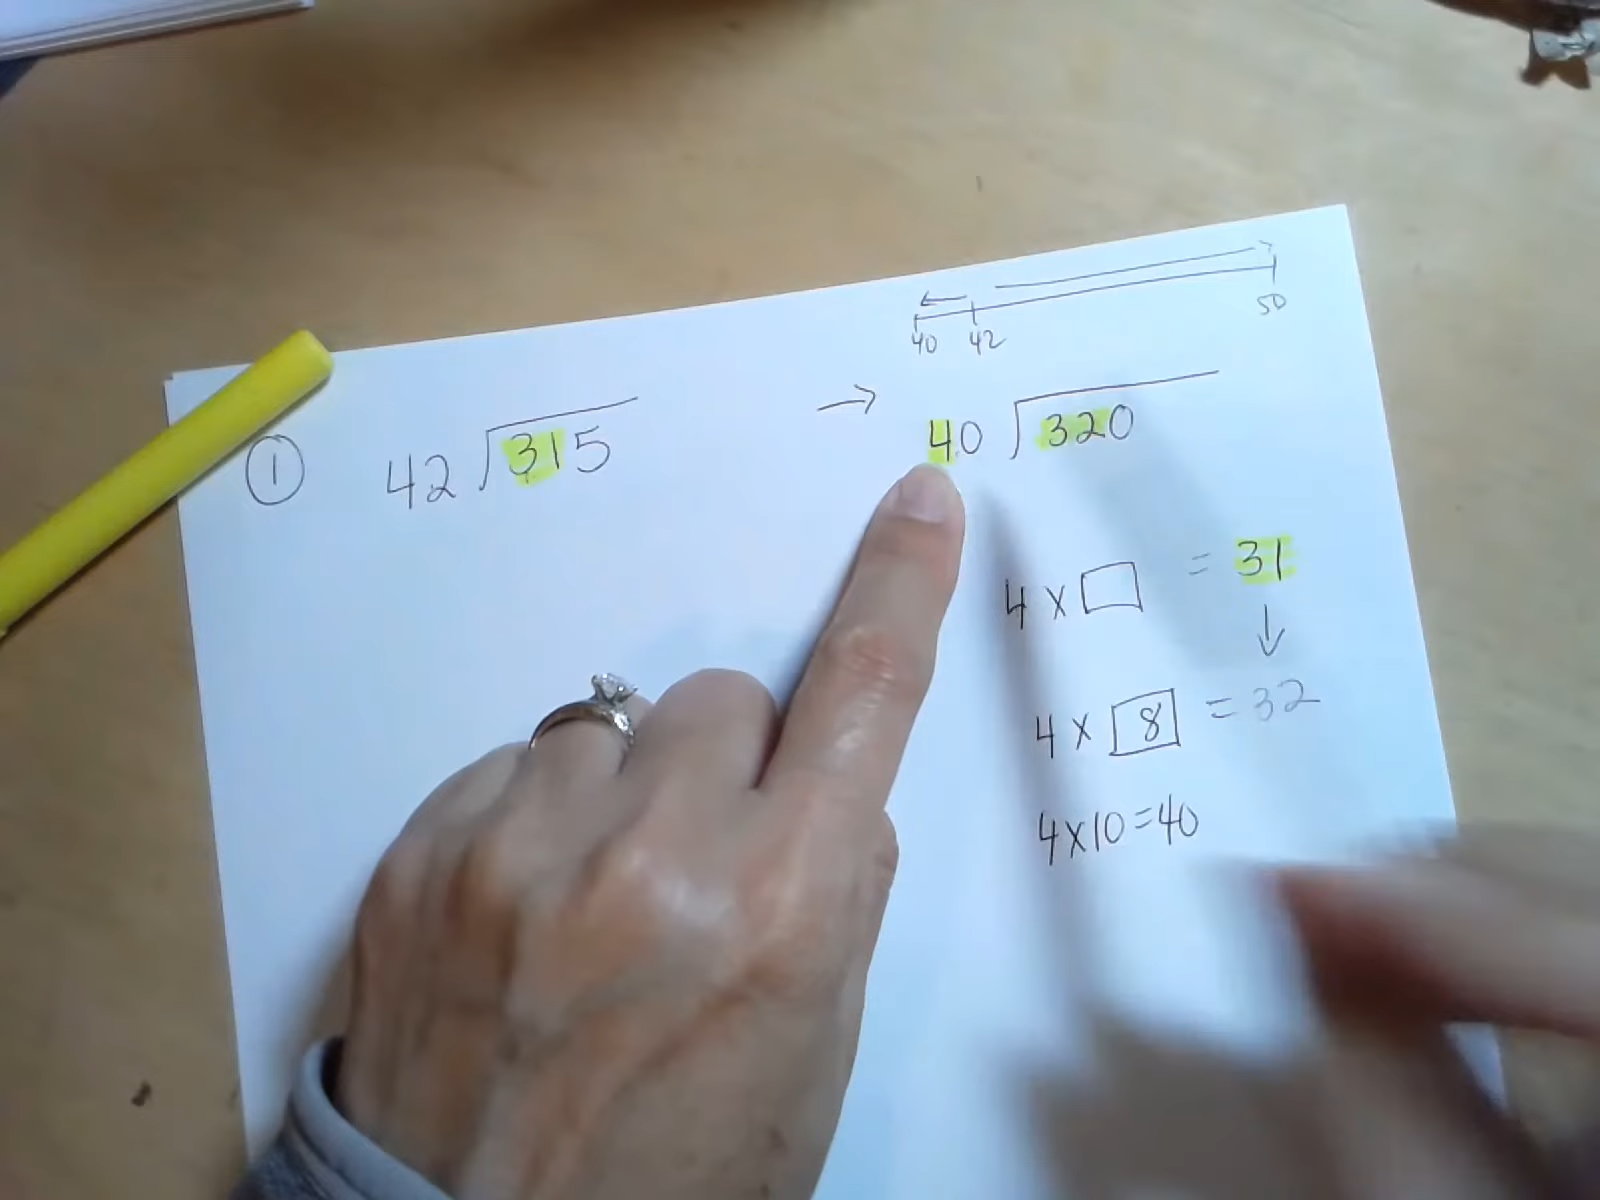 40 42 50
① 42 ⟌315 → 40 ⟌320
4 x □ = 31
↓
4 x 8 = 32
4x10=40